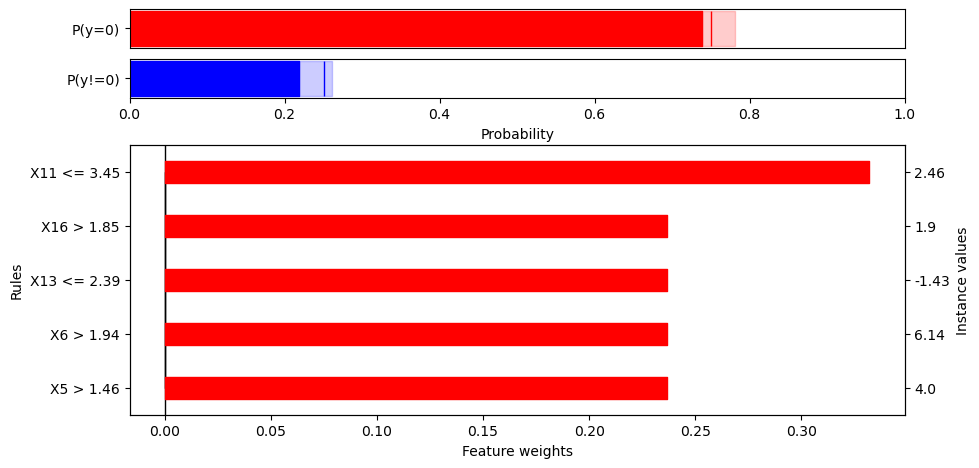 P(y=0)
P(y!=0)
0.0 0.2 0.4 0.6 0.8 1.0
Probability
X11 <= 3.45 2.46
X16 > 1.85 1.9
X13 <= 2.39 -1.43
X6 > 1.94 6.14
X5 > 1.46 4.0
Rules
Instance values
0.00 0.05 0.10 0.15 0.20 0.25 0.30
Feature weights